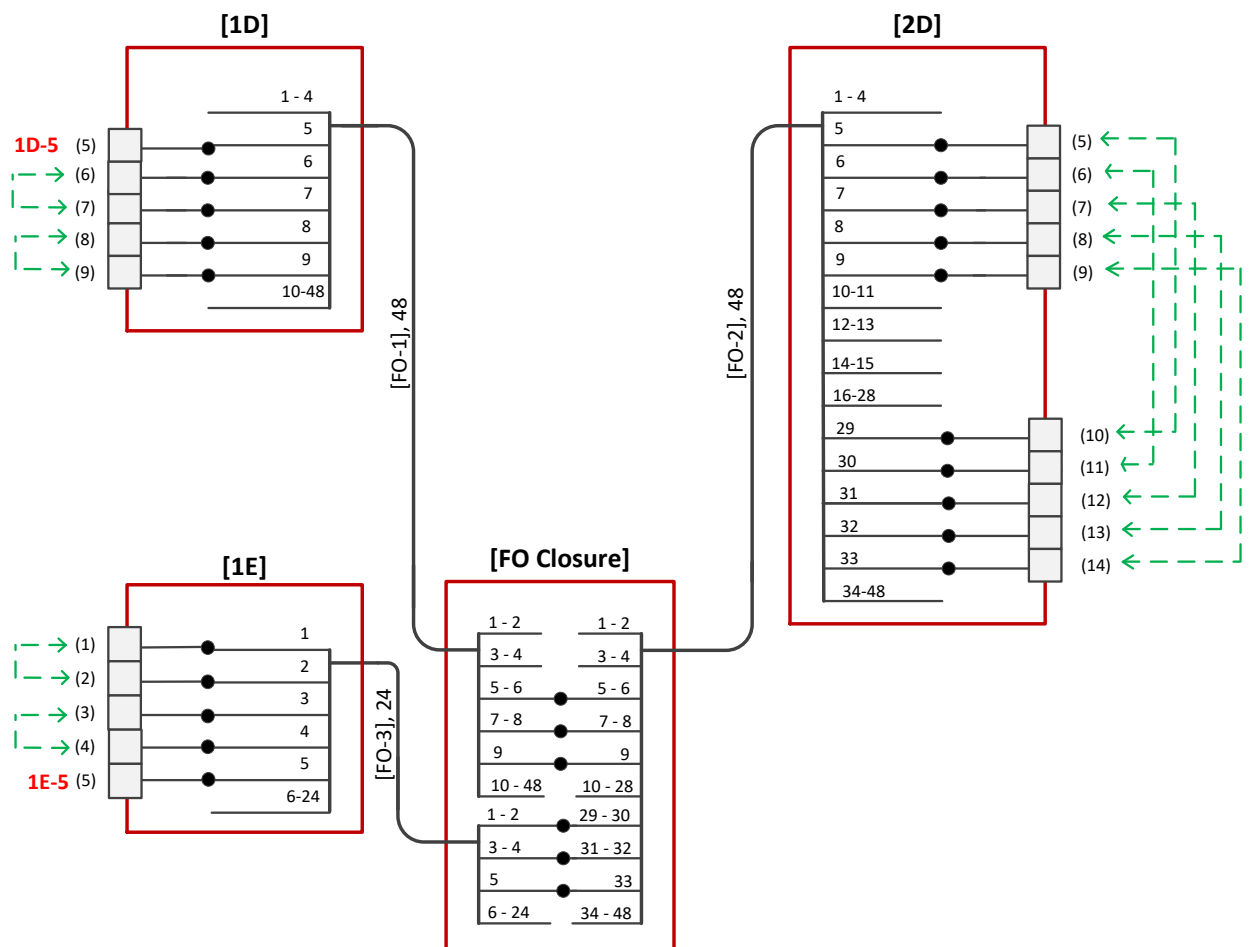 [1D]
1 - 4
5
6
7
8
9
10-48
1D-5 (5)
(6)
(7)
(8)
(9)
[FO-1], 48
[2D]
1 - 4
5
6
7
8
9
10-11
12-13
14-15
16-28
29
30
31
32
33
34-48
(5)
(6)
(7)
(8)
(9)
(10)
(11)
(12)
(13)
(14)
[FO-2], 48
[1E]
1
2
3
4
5
6-24
(1)
(2)
(3)
(4)
1E-5 (5)
[FO-3], 24
[FO Closure]
1 - 2 1 - 2
3 - 4 3 - 4
5 - 6 5 - 6
7 - 8 7 - 8
9 9
10 - 48 10 - 28
1 - 2 29 - 30
3 - 4 31 - 32
5 33
6 - 24 34 - 48